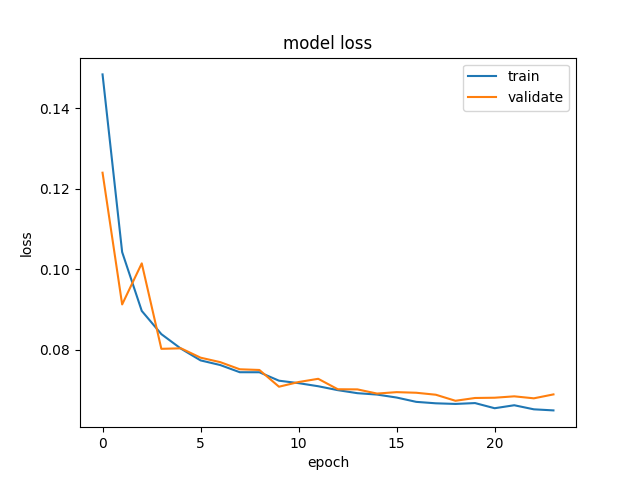 model loss
train
validate
0.14
0.12
0.10
0.08
loss
0 5 10 15 20
epoch